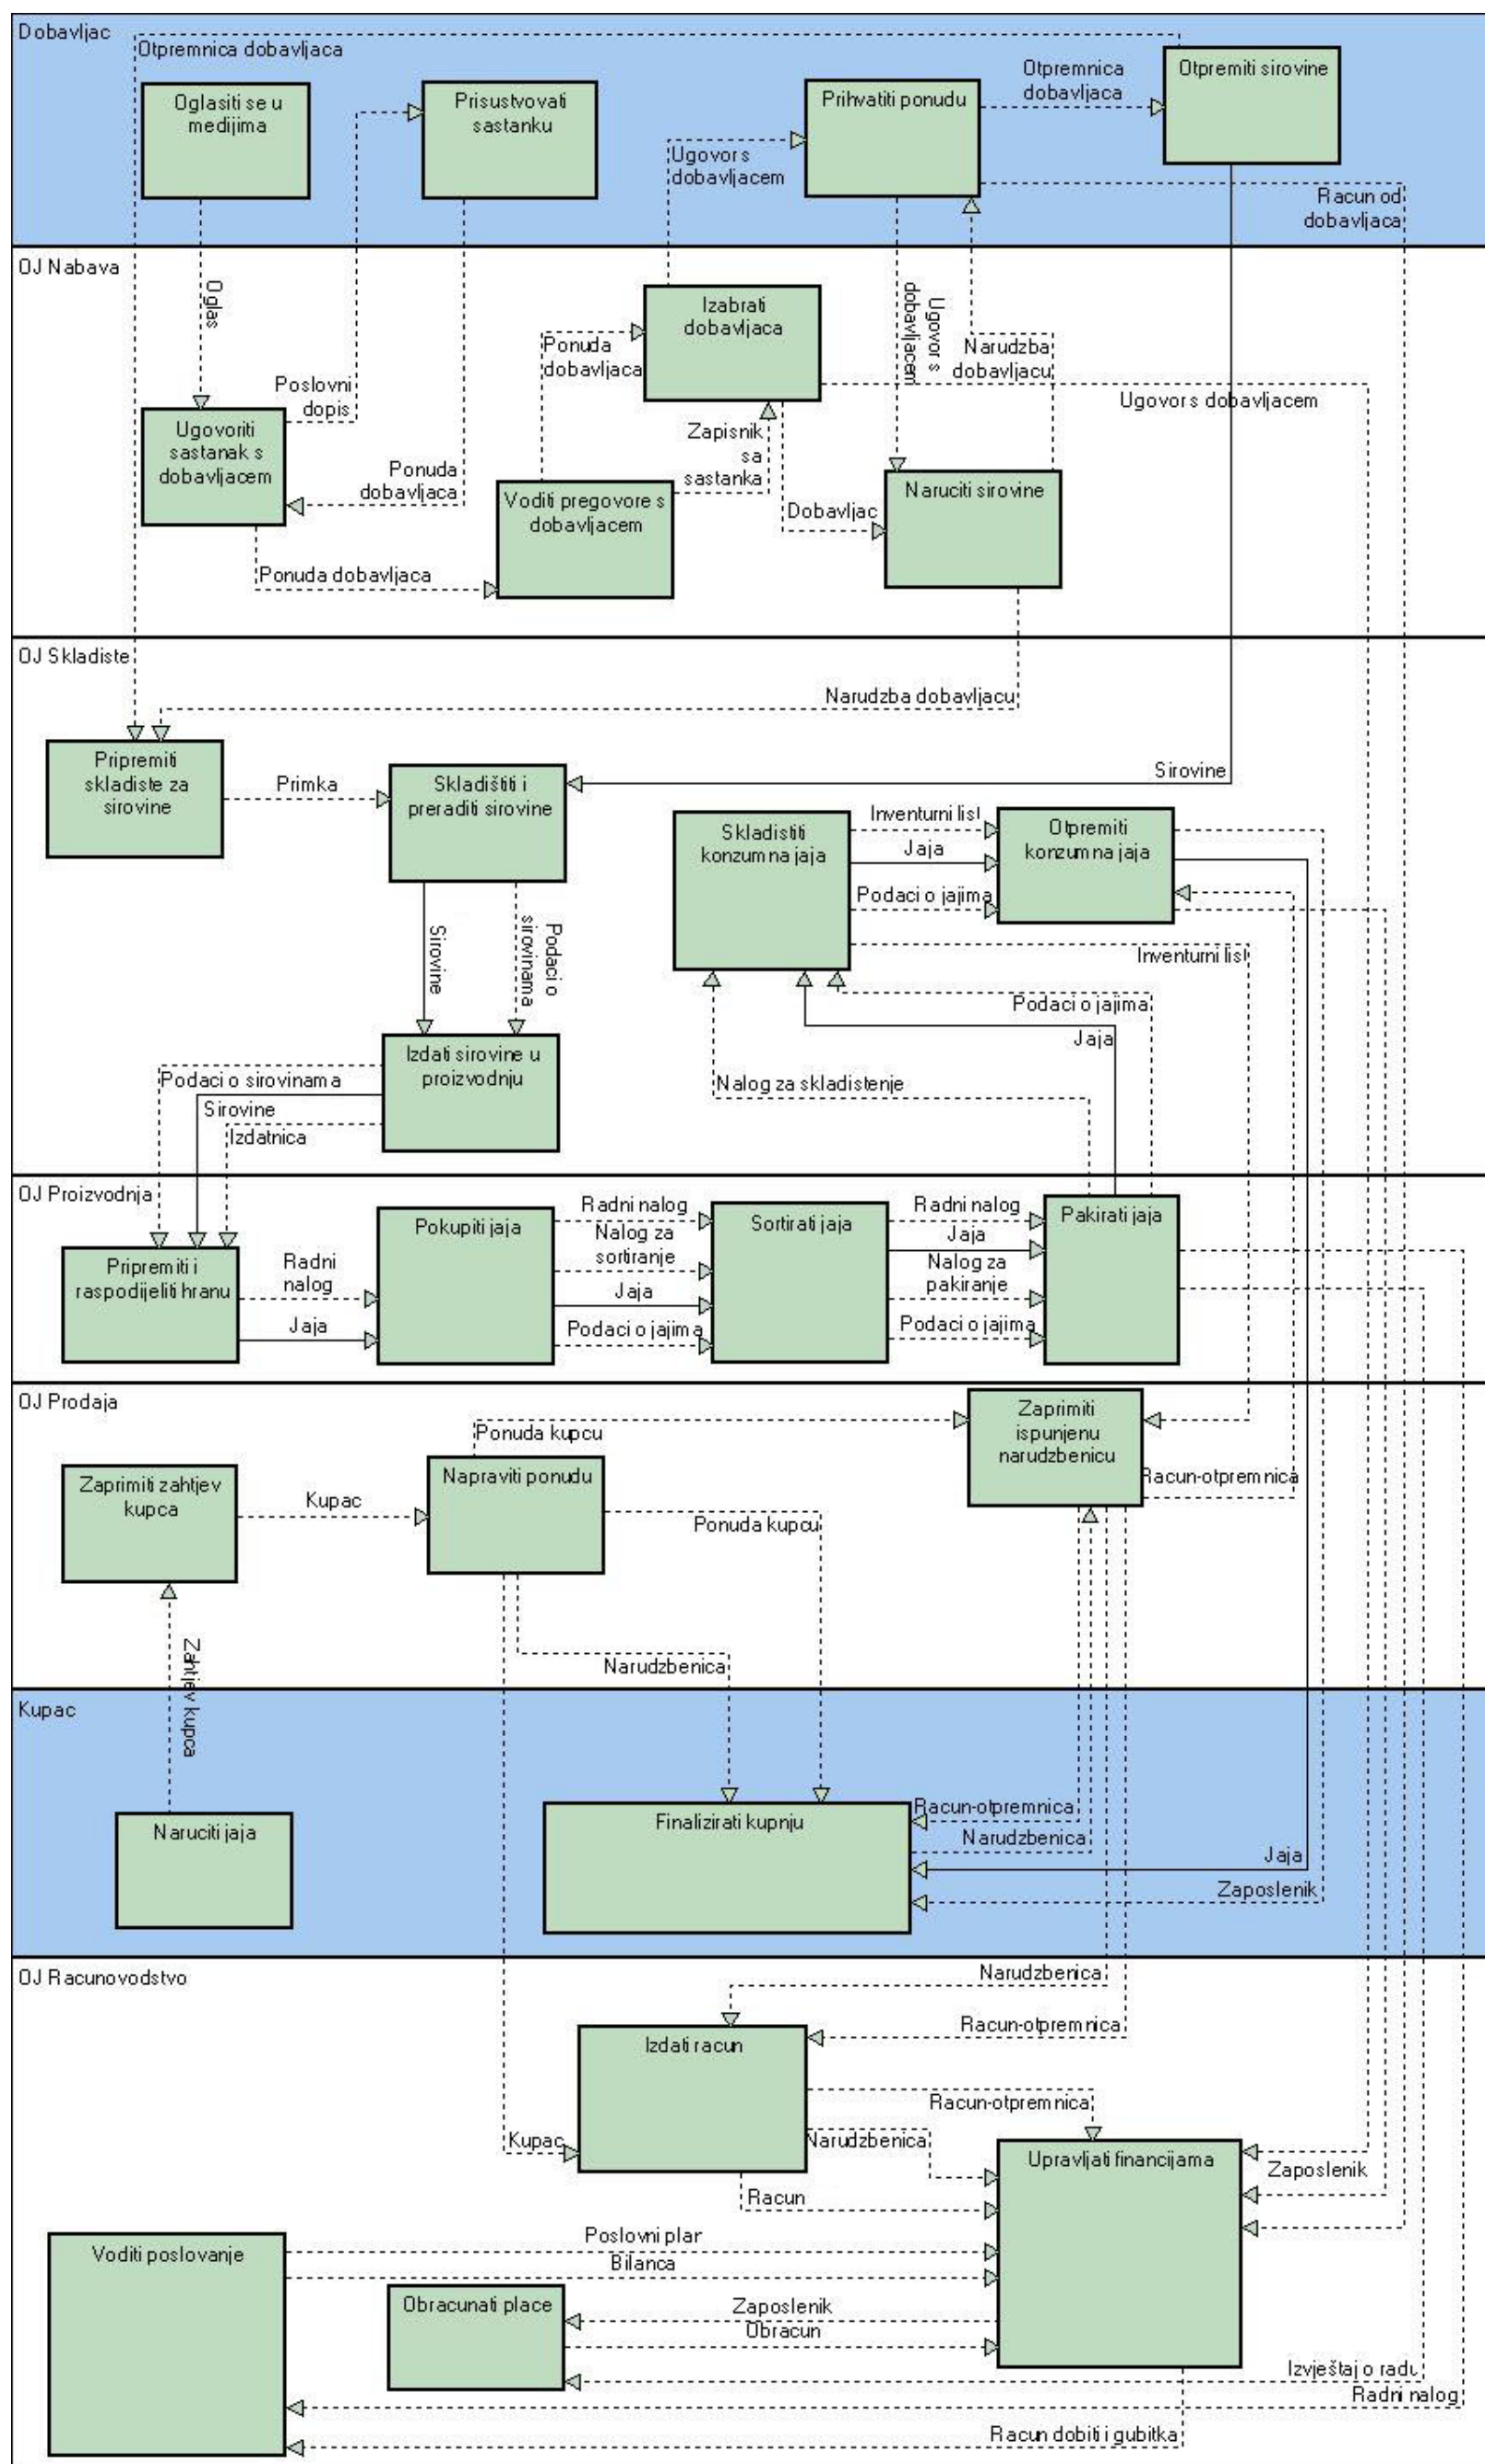 Dobavljac
Otpremnica dobavljaca
Oglasiti se u
medijima
Prisustvovati
sastanku
Prihvatiti ponudu
Otpremnica
dobavljaca
Otpremiti sirovine
Ugovor s
dobavljacem
Racun od
dobavljaca
OJ Nabava
Oglas
Poslovni
dopis
Ugovoriti
sastanak s
dobavljacem
Ponuda
dobavljaca
Ponuda dobavljaca
Ponuda
dobavljaca
Voditi pregovore s
dobavljacem
Izabrati
dobavljaca
Zapisnik
sa
sastanka
Dobavljac
Ugovor s
dobavljacem
Narudzba
dobavljacu
Naruciti sirovine
Ugovor s dobavljacem
OJ Skladiste
Narudzba dobavljacu
Pripremiti
skladiste za
sirovine
Primka
Skladištiti i
preraditi sirovine
Sirovine
Skladistiti
konzumna jaja
Inventurni list
Jaja
Podaci o jajima
Otpremiti
konzumna jaja
Inventurni list
Sirovine
Podaci o
sirovinama
Podaci o jajima
Jaja
Nalog za skladistenje
Izdati sirovine u
proizvodnju
Podaci o sirovinama
Sirovine
Izdatnica
OJ Proizvodnja
Pripremiti i
raspodijeliti hranu
Radni
nalog
Jaja
Pokupiti jaja
Radni nalog
Nalog za
sortiranje
Jaja
Podaci o jajima
Sortirati jaja
Radni nalog
Jaja
Nalog za
pakiranje
Podaci o jajima
Pakirati jaja
OJ Prodaja
Zaprimiti zahtjev
kupca
Kupac
Napraviti ponudu
Ponuda kupcu
Ponuda kupcu
Zaprimiti
ispunjenu
narudzbenicu
Racun-otpremnica
Narudzbenica
Zahtjev kupca
Kupac
Naruciti jaja
Finalizirati kupnju
Racun-otpremnica
Narudzbenica
Jaja
Zaposlenik
OJ Racunovodstvo
Narudzbenica
Racun-otpremnica
Izdati racun
Racun-otpremnica
Kupac
Narudzbenica
Racun
Upravljati financijama
Zaposlenik
Voditi poslovanje
Poslovni plan
Bilanca
Obracunati place
Zaposlenik
Obracun
Izvještaj o radu
Radni nalog
Racun dobiti i gubitka